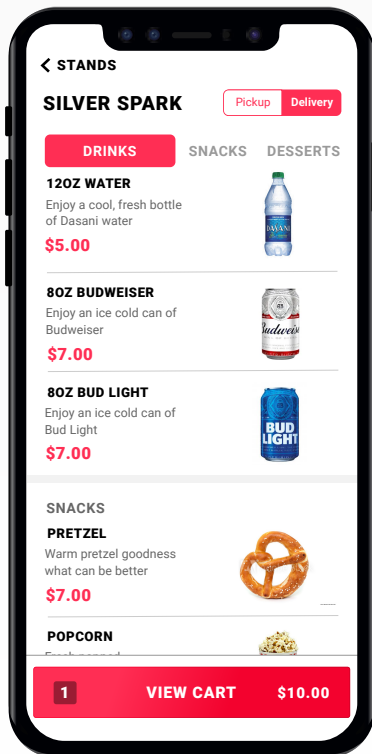 STANDS
SILVER SPARK
Pickup Delivery
DRINKS SNACKS DESSERTS
12OZ WATER
Enjoy a cool, fresh bottle
of Dasani water
$5.00
DASANI
8OZ BUDWEISER
Enjoy an ice cold can of
Budweiser
$7.00
Budweiser
8OZ BUD LIGHT
Enjoy an ice cold can of
Bud Light
$7.00
BUD
LIGHT
SNACKS
PRETZEL
Warm pretzel goodness
what can be better
$7.00
POPCORN
1 VIEW CART $10.00